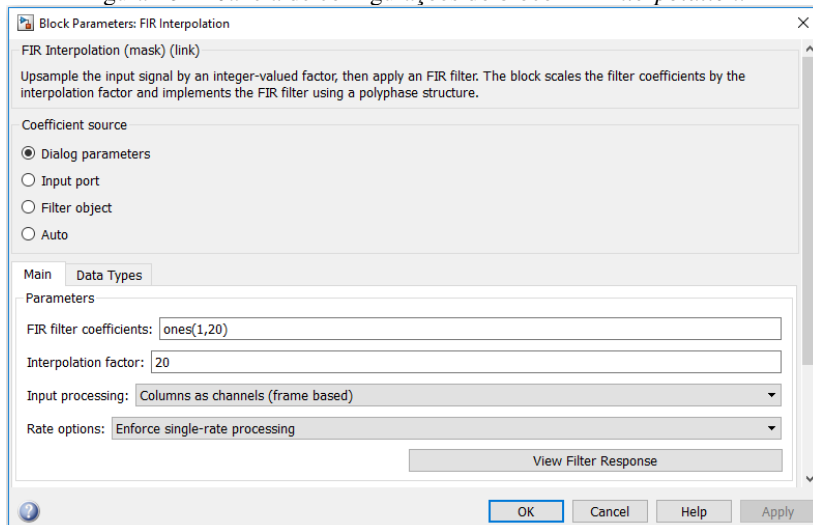 Block Parameters: FIR Interpolation
FIR Interpolation (mask) (link)
Upsample the input signal by an integer-valued factor, then apply an FIR filter. The block scales the filter coefficients by the
interpolation factor and implements the FIR filter using a polyphase structure.
Coefficient source
Dialog parameters
Input port
Filter object
Auto
Main Data Types
Parameters
FIR filter coefficients: ones(1,20)
Interpolation factor: 20
Input processing: Columns as channels (frame based)
Rate options: Enforce single-rate processing
View Filter Response
OK Cancel Help Apply